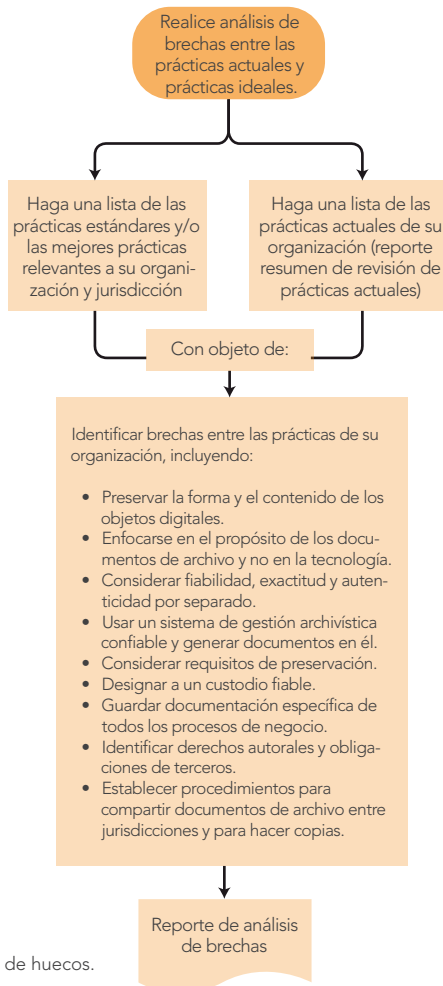 Realice análisis de
brechas entre las
prácticas actuales y
prácticas ideales.
Haga una lista de las
prácticas estándares y/o
las mejores prácticas
relevantes a su organi-
zación y jurisdicción
Haga una lista de las
prácticas actuales de su
organización (reporte
resumen de revisión de
prácticas actuales)
Con objeto de:
Identificar brechas entre las prácticas de su
organización, incluyendo:
• Preservar la forma y el contenido de los
objetos digitales.
• Enfocarse en el propósito de los docu-
mentos de archivo y no en la tecnología.
• Considerar fiabilidad, exactitud y auten-
ticidad por separado.
• Usar un sistema de gestión archivística
confiable y generar documentos en él.
• Considerar requisitos de preservación.
• Designar a un custodio fiable.
• Guardar documentación específica de
todos los procesos de negocio.
• Identificar derechos autorales y obliga-
ciones de terceros.
• Establecer procedimientos para
compartir documentos de archivo entre
jurisdicciones y para hacer copias.
Reporte de análisis
de brechas
de huecos.